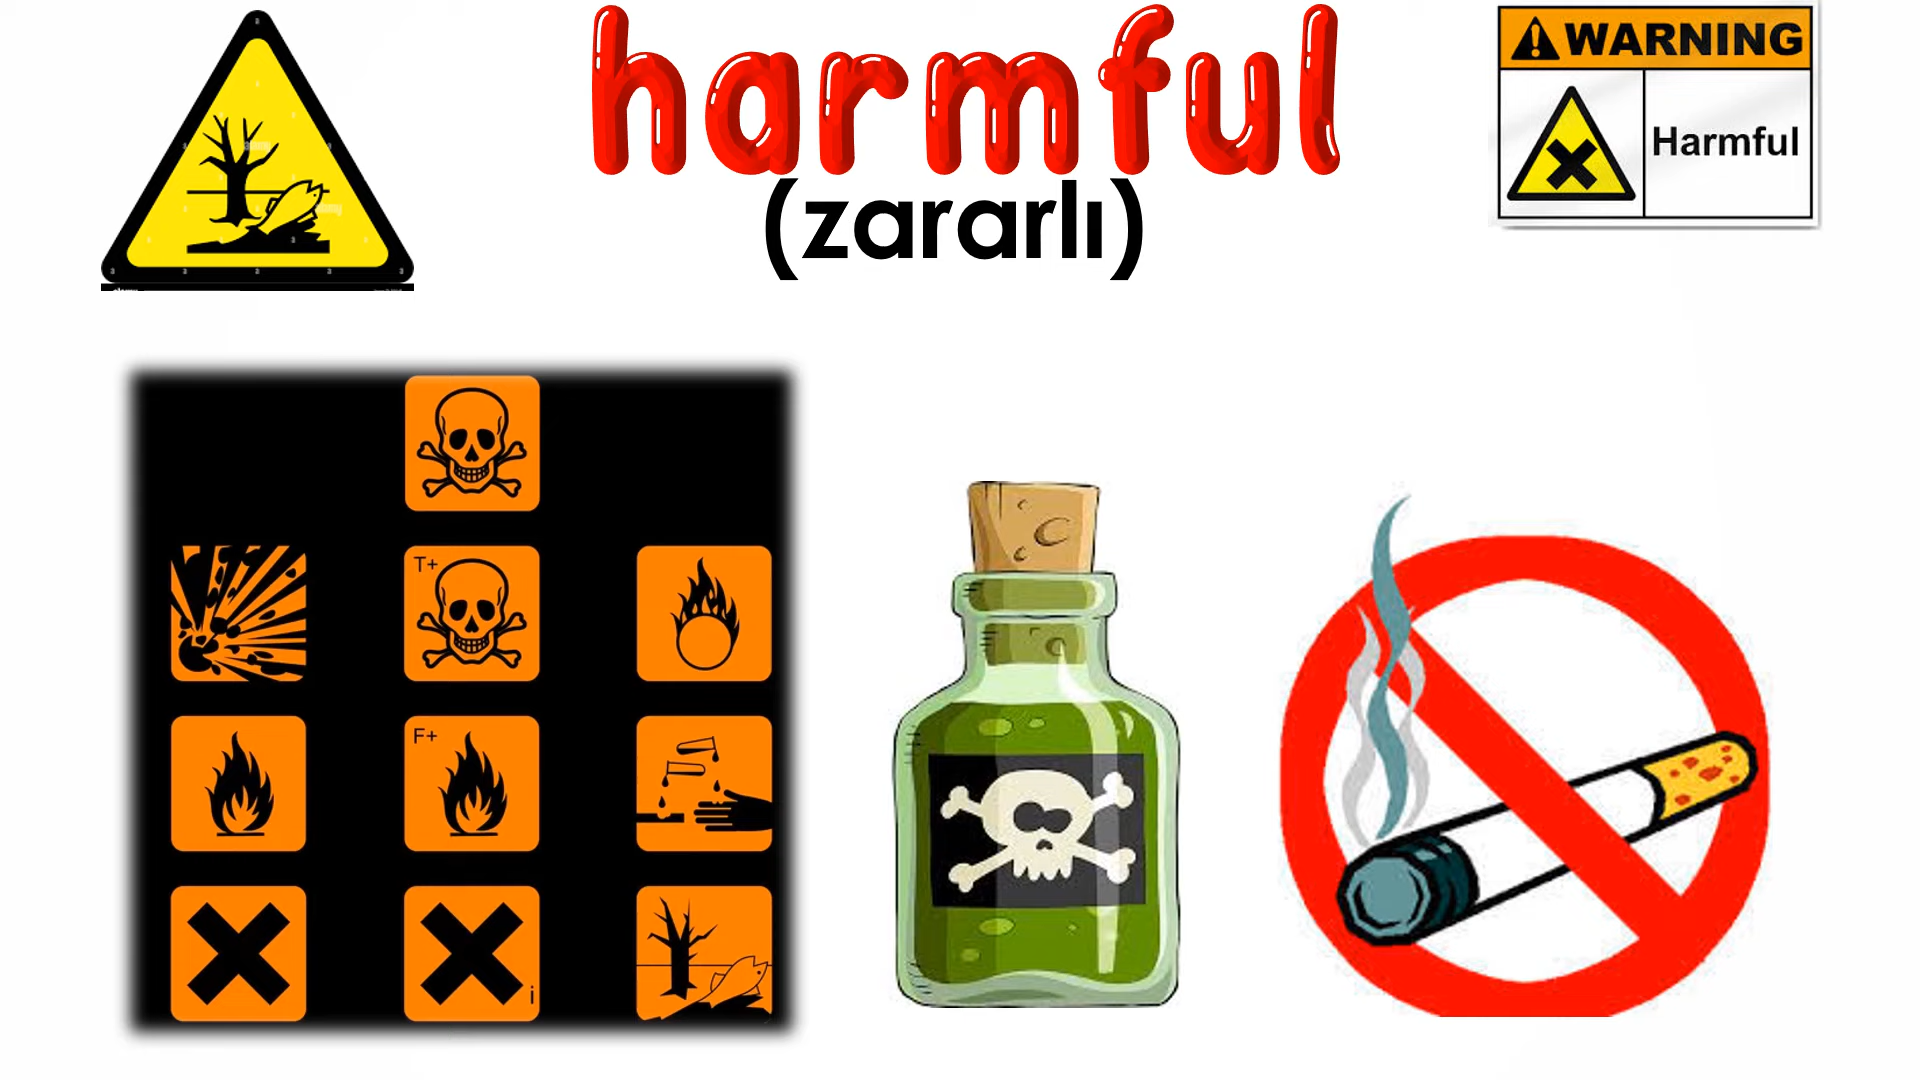 harmful
(zararlı)
WARNING
Harmful
T+
F+
i